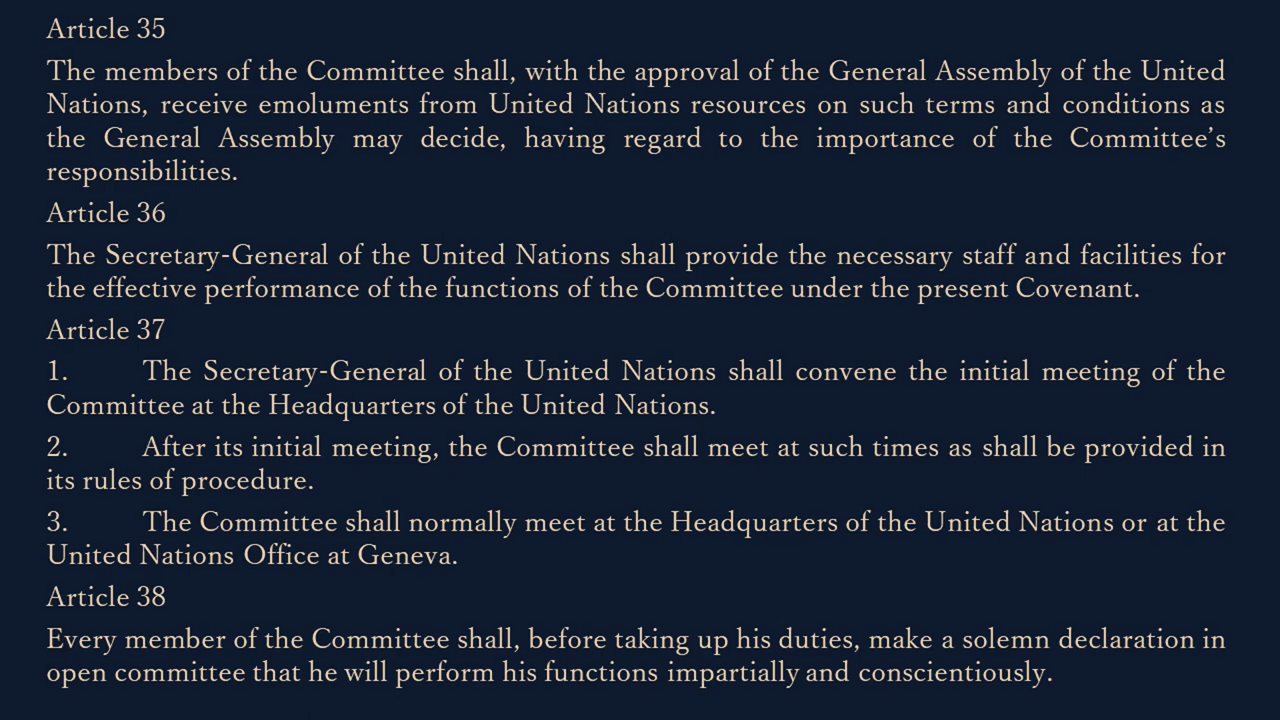 Article 35
The members of the Committee shall, with the approval of the General Assembly of the United
Nations, receive emoluments from United Nations resources on such terms and conditions as
the General Assembly may decide, having regard to the importance of the Committee’s
responsibilities.
Article 36
The Secretary-General of the United Nations shall provide the necessary staff and facilities for
the effective performance of the functions of the Committee under the present Covenant.
Article 37
1. The Secretary-General of the United Nations shall convene the initial meeting of the
Committee at the Headquarters of the United Nations.
2. After its initial meeting, the Committee shall meet at such times as shall be provided in
its rules of procedure.
3. The Committee shall normally meet at the Headquarters of the United Nations or at the
United Nations Office at Geneva.
Article 38
Every member of the Committee shall, before taking up his duties, make a solemn declaration in
open committee that he will perform his functions impartially and conscientiously.